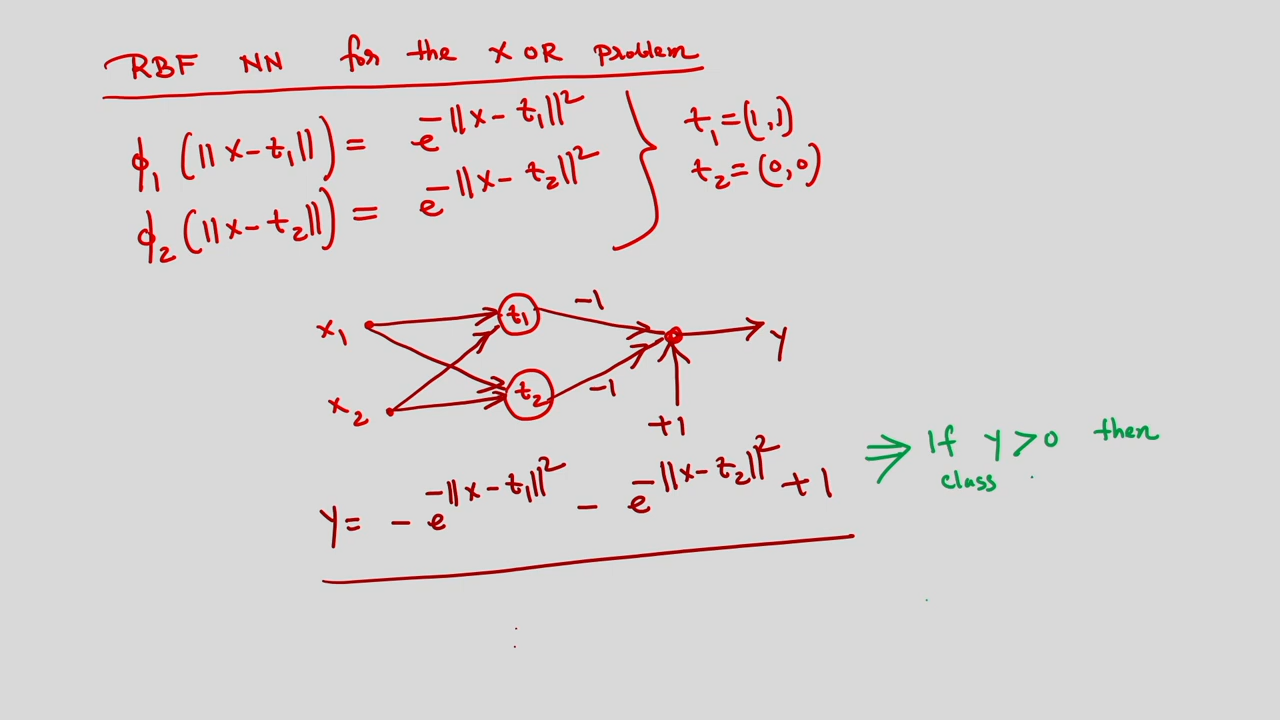 RBF NN for the XOR problem
ϕ₁(||x-t₁||) = e^-||x-t₁||² t₁=(1,1)
ϕ₂(||x-t₂||) = e^-||x-t₂||² t₂=(0,0)
x₁ t₁ -1 y
x₂ t₂ -1
+1
y = - e^-||x-t₁||² - e^-||x-t₂||² + 1
⇒ If y>0 then
class